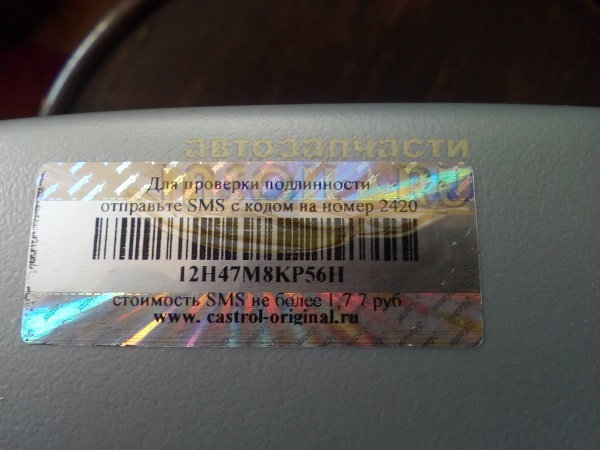 автозапчасти
Для проверки подлинности
отправьте SMS с кодом на номер 2420
12H47M8KP56H
стоимость SMS не более 1,7 7 руб
www. castrol-original.ru